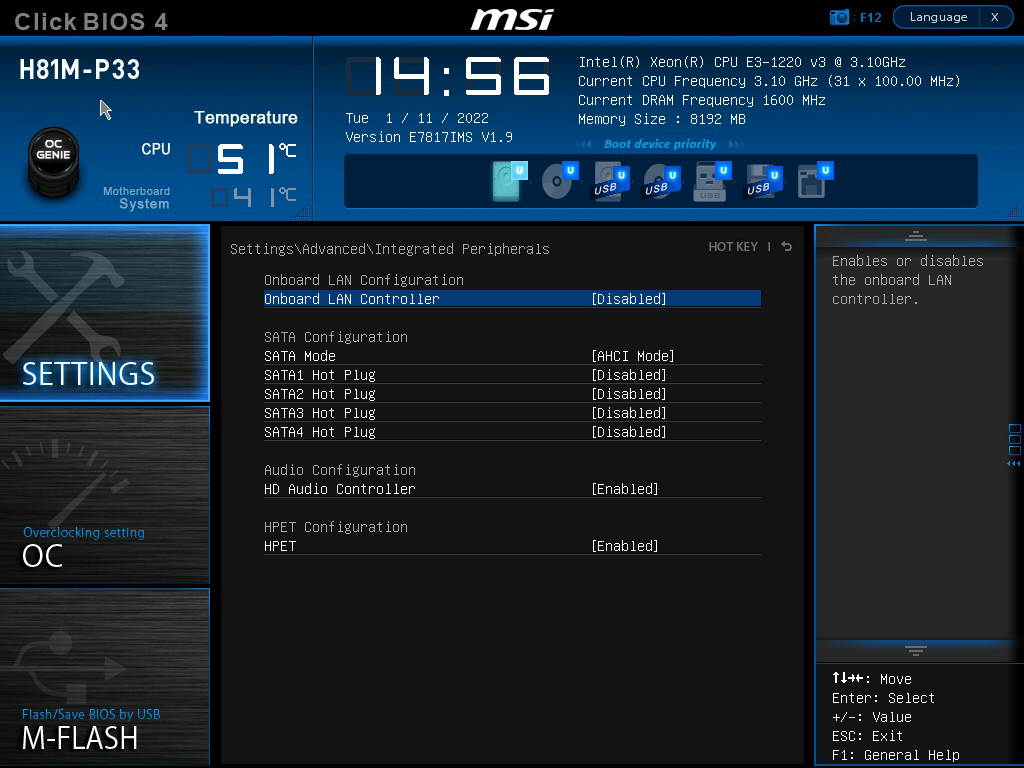 Click BIOS 4
msi
: F12
Language X
H81M-P33
OC
GENIE
Temperature
CPU 51°C
Motherboard
System 41°C
14:56
Tue 1 / 11 / 2022
Version E7817IMS V1.9
Intel(R) Xeon(R) CPU E3-1220 v3 @ 3.10GHz
Current CPU Frequency 3.10 GHz (31 x 100.00 MHz)
Current DRAM Frequency 1600 MHz
Memory Size : 8192 MB
Boot device priority
U U U U U U U
USB USB USB USB
SETTINGS
Overclocking setting
OC
Flash/Save BIOS by USB
M-FLASH
Settings\Advanced\Integrated Peripherals
HOT KEY |
Onboard LAN Configuration
Onboard LAN Controller [Disabled]
SATA Configuration
SATA Mode [AHCI Mode]
SATA1 Hot Plug [Disabled]
SATA2 Hot Plug [Disabled]
SATA3 Hot Plug [Disabled]
SATA4 Hot Plug [Disabled]
Audio Configuration
HD Audio Controller [Enabled]
HPET Configuration
HPET [Enabled]
Enables or disables
the onboard LAN
controller.
↑↓→←: Move
Enter: Select
+/-: Value
ESC: Exit
F1: General Help